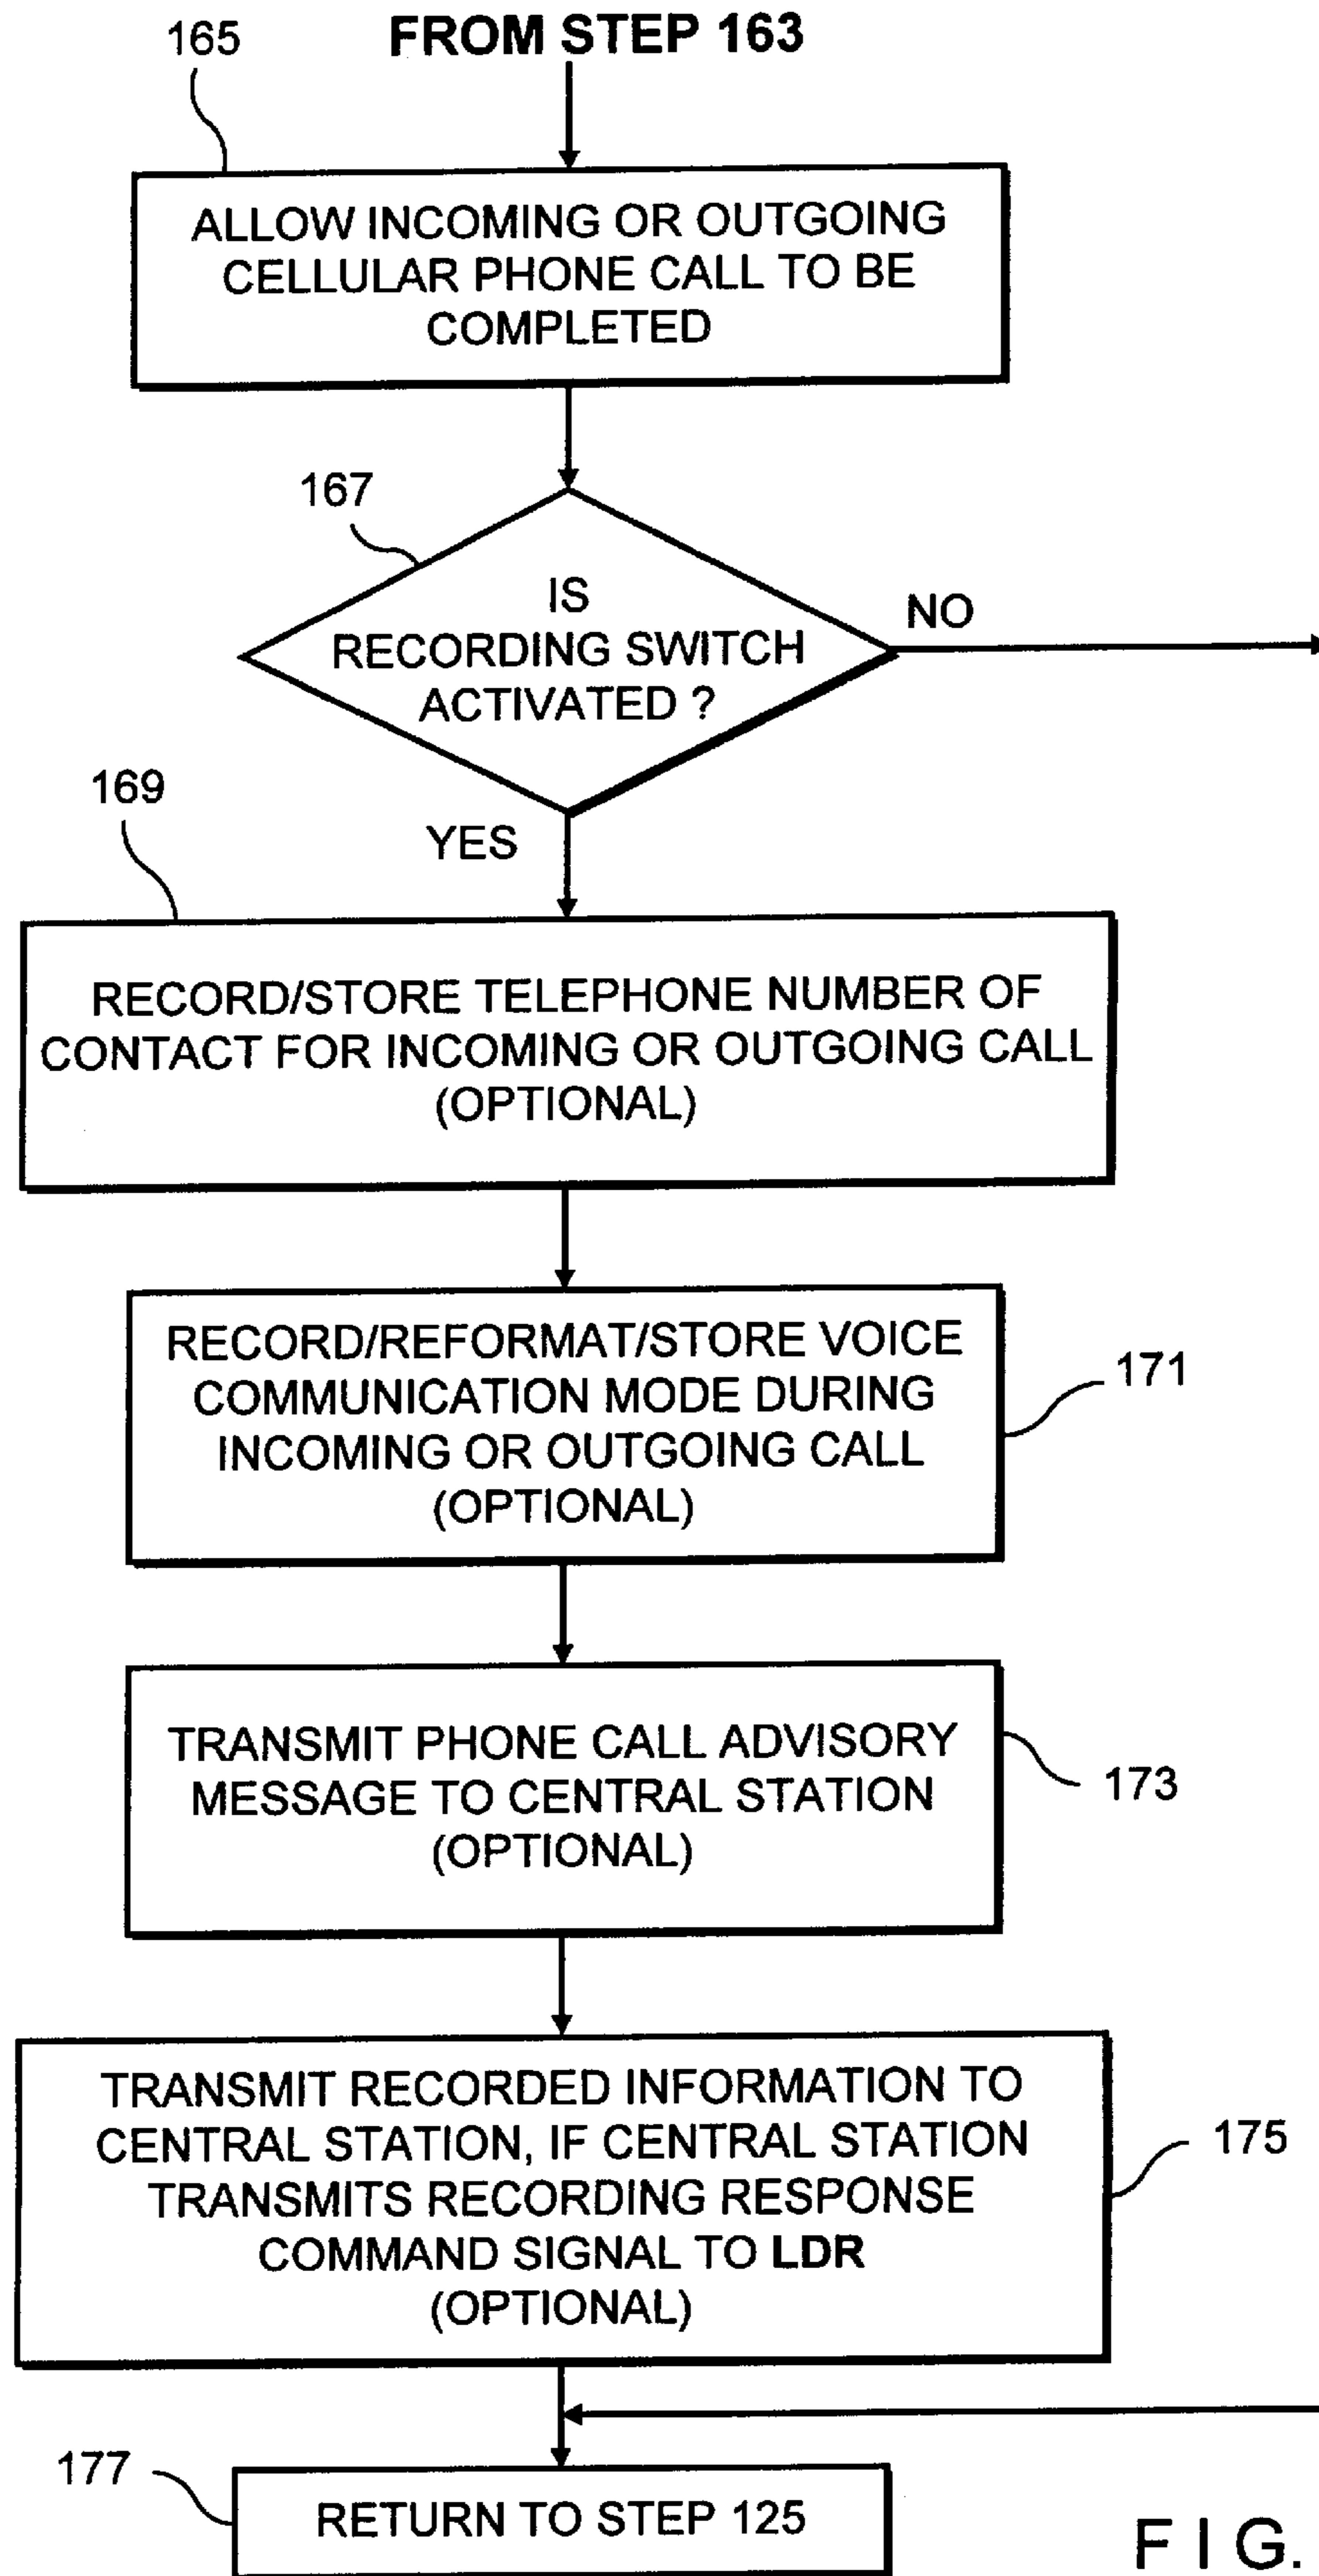 165
FROM STEP 163
ALLOW INCOMING OR OUTGOING
CELLULAR PHONE CALL TO BE
COMPLETED
167
IS
RECORDING SWITCH
ACTIVATED ?
NO
YES
169
RECORD/STORE TELEPHONE NUMBER OF
CONTACT FOR INCOMING OR OUTGOING CALL
(OPTIONAL)
RECORD/REFORMAT/STORE VOICE
COMMUNICATION MODE DURING
INCOMING OR OUTGOING CALL
(OPTIONAL)
171
TRANSMIT PHONE CALL ADVISORY
MESSAGE TO CENTRAL STATION
(OPTIONAL)
173
TRANSMIT RECORDED INFORMATION TO
CENTRAL STATION, IF CENTRAL STATION
TRANSMITS RECORDING RESPONSE
COMMAND SIGNAL TO LDR
(OPTIONAL)
175
177
RETURN TO STEP 125
FIG.